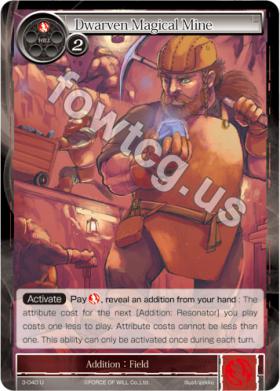 Dwarven Magical Mine
WILL
2
fowtcg.us
Activate Pay , reveal an addition from your hand : The
attribute cost for the next [Addition: Resonator] you play
costs one less to play. Attribute costs cannot be less than
one. This ability can only be activated once during each turn.
Addition : Field
3-040 U
©FORCE OF WILL Co.,Ltd.